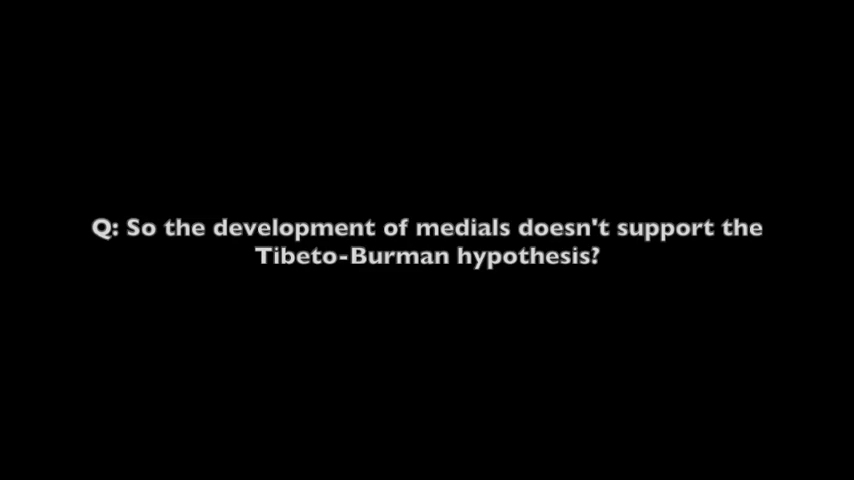 Q: So the development of medials doesn't support the
Tibeto-Burman hypothesis?